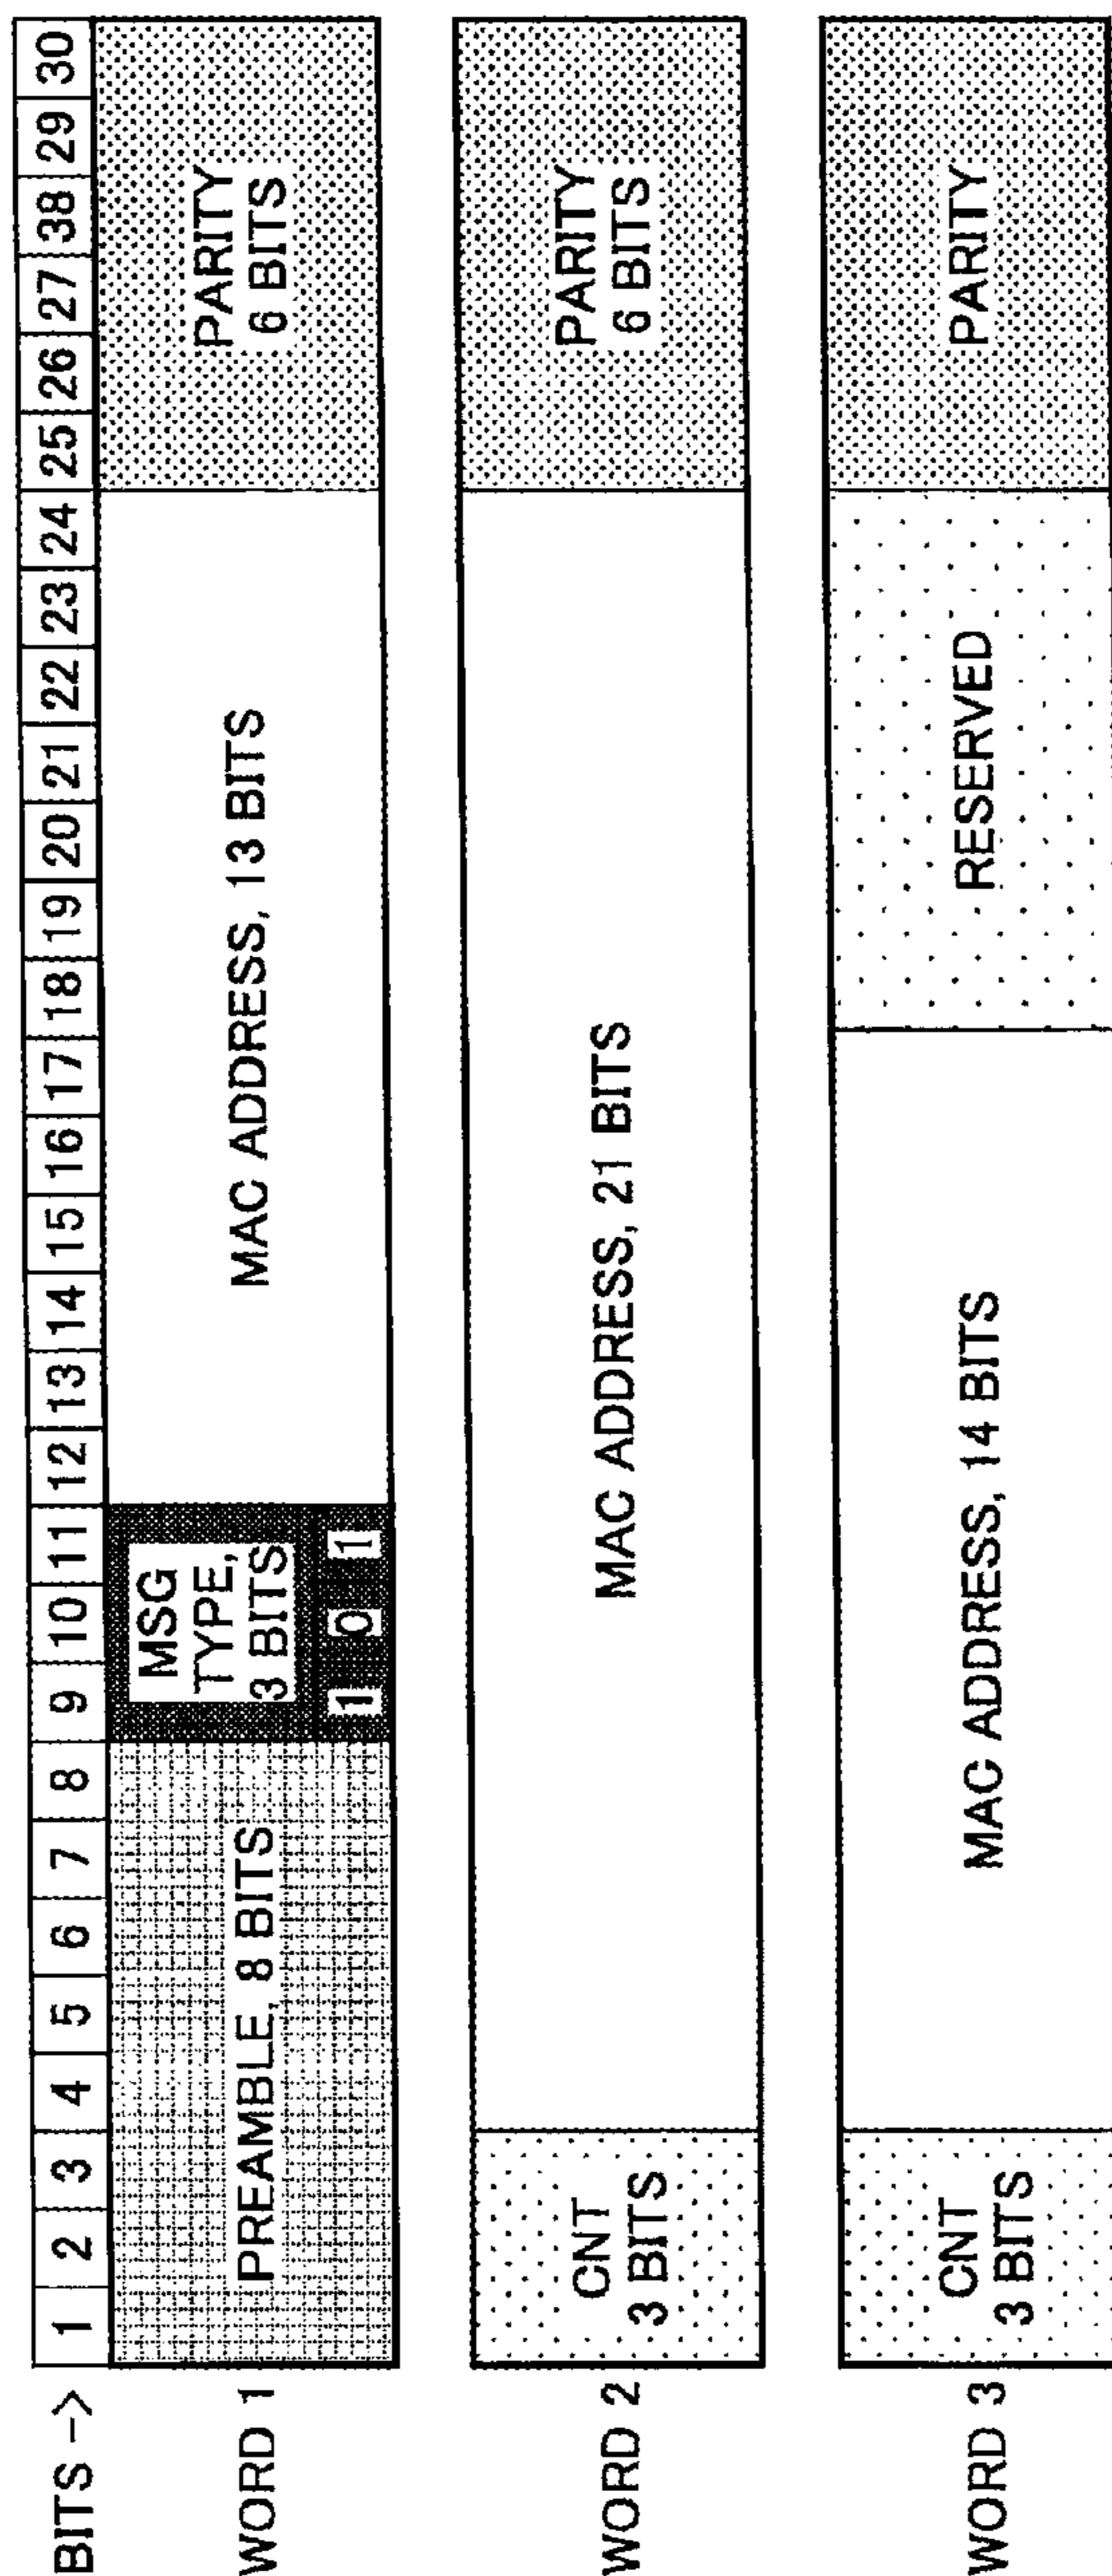 BITS –> 1 2 3 4 5 6 7 8 9 10 11 12 13 14 15 16 17 18 19 20 21 22 23 24 25 26 27 38 29 30
WORD 1
PREAMBLE, 8 BITS
MSG
TYPE,
3 BITS
1 0 1
MAC ADDRESS, 13 BITS
PARITY
6 BITS
WORD 2
CNT
3 BITS
MAC ADDRESS, 21 BITS
PARITY
6 BITS
WORD 3
CNT
3 BITS
MAC ADDRESS, 14 BITS
RESERVED
PARITY